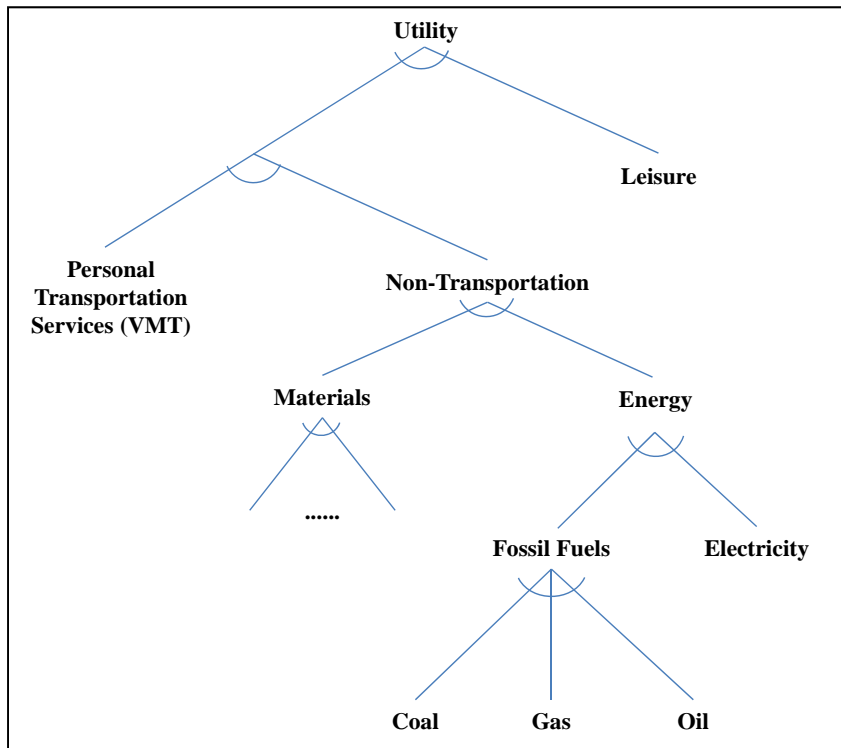 Utility
Leisure
Personal
Transportation
Services (VMT)
Non-Transportation
Materials
Energy
......
Fossil Fuels
Electricity
Coal
Gas
Oil